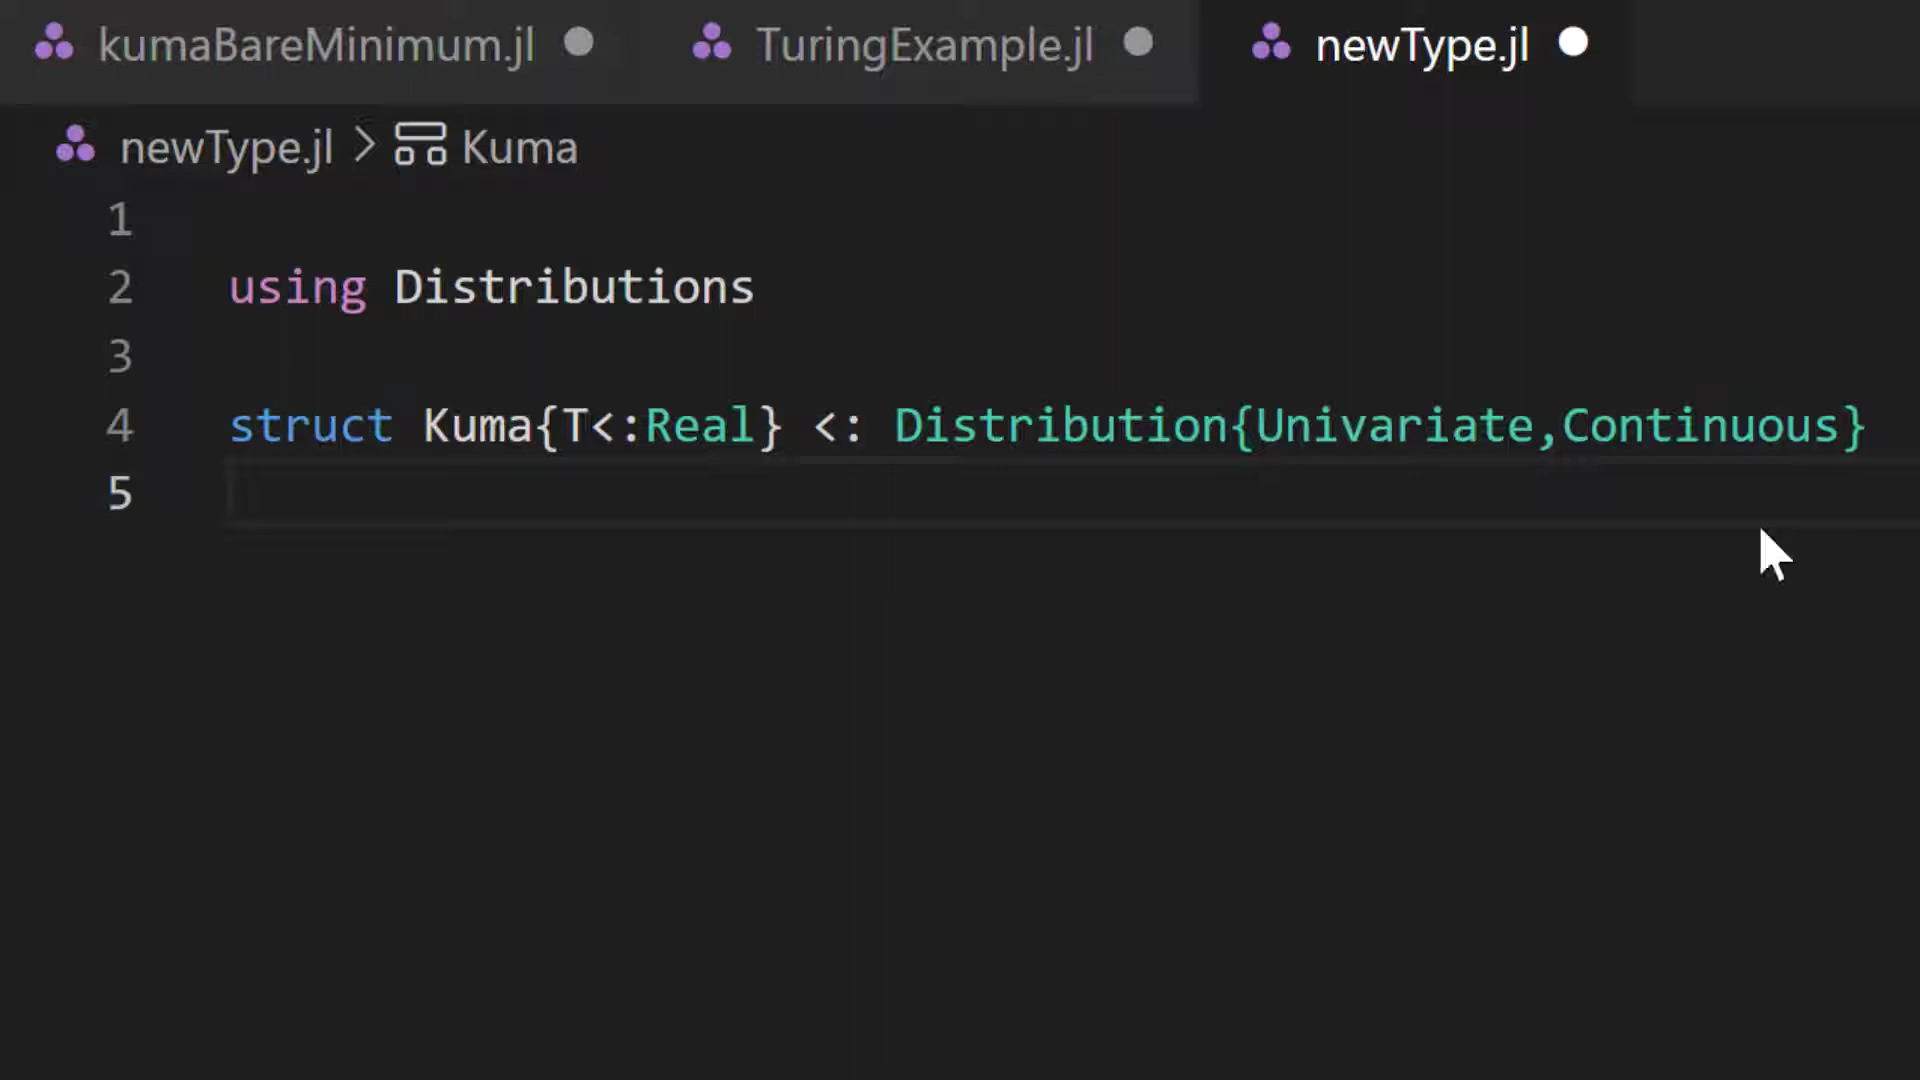 kumaBareMinimum.jl TuringExample.jl newType.jl
newType.jl > Kuma
1
2 using Distributions
3
4 struct Kuma{T<:Real} <: Distribution{Univariate,Continuous}
5